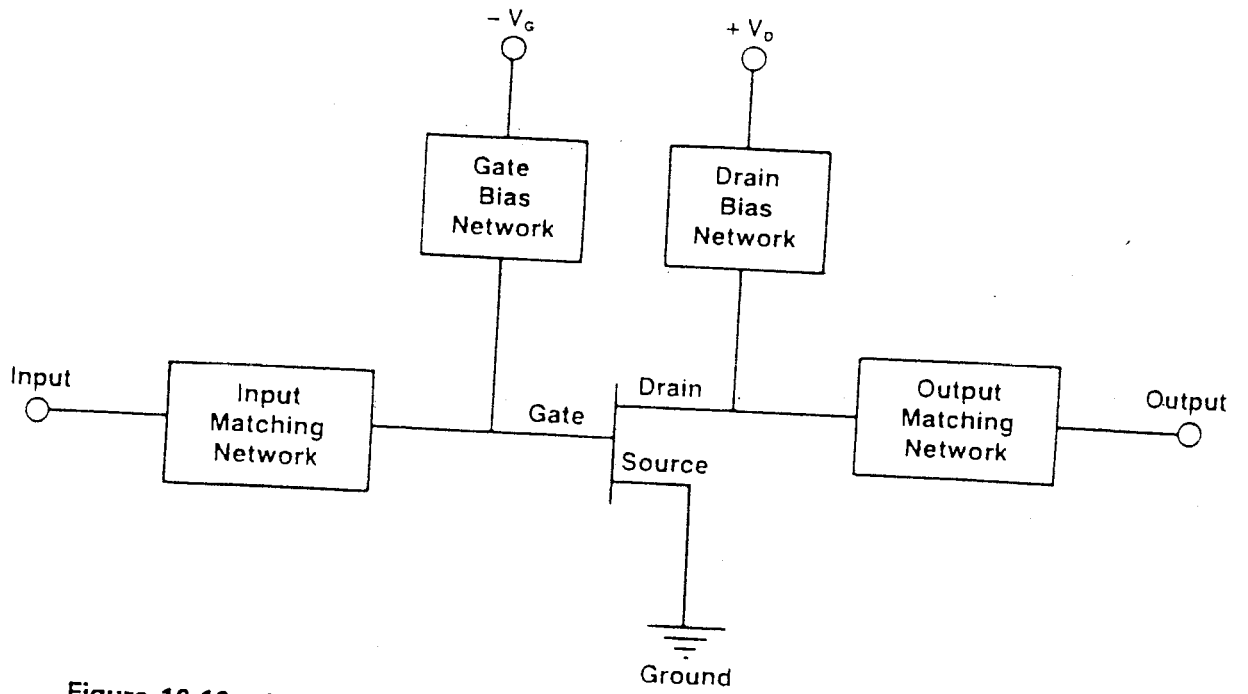 - V_G
+ V_D
Gate
Bias
Network
Drain
Bias
Network
Input
Input
Matching
Network
Gate
Drain
Source
Output
Matching
Network
Output
Ground
Figure